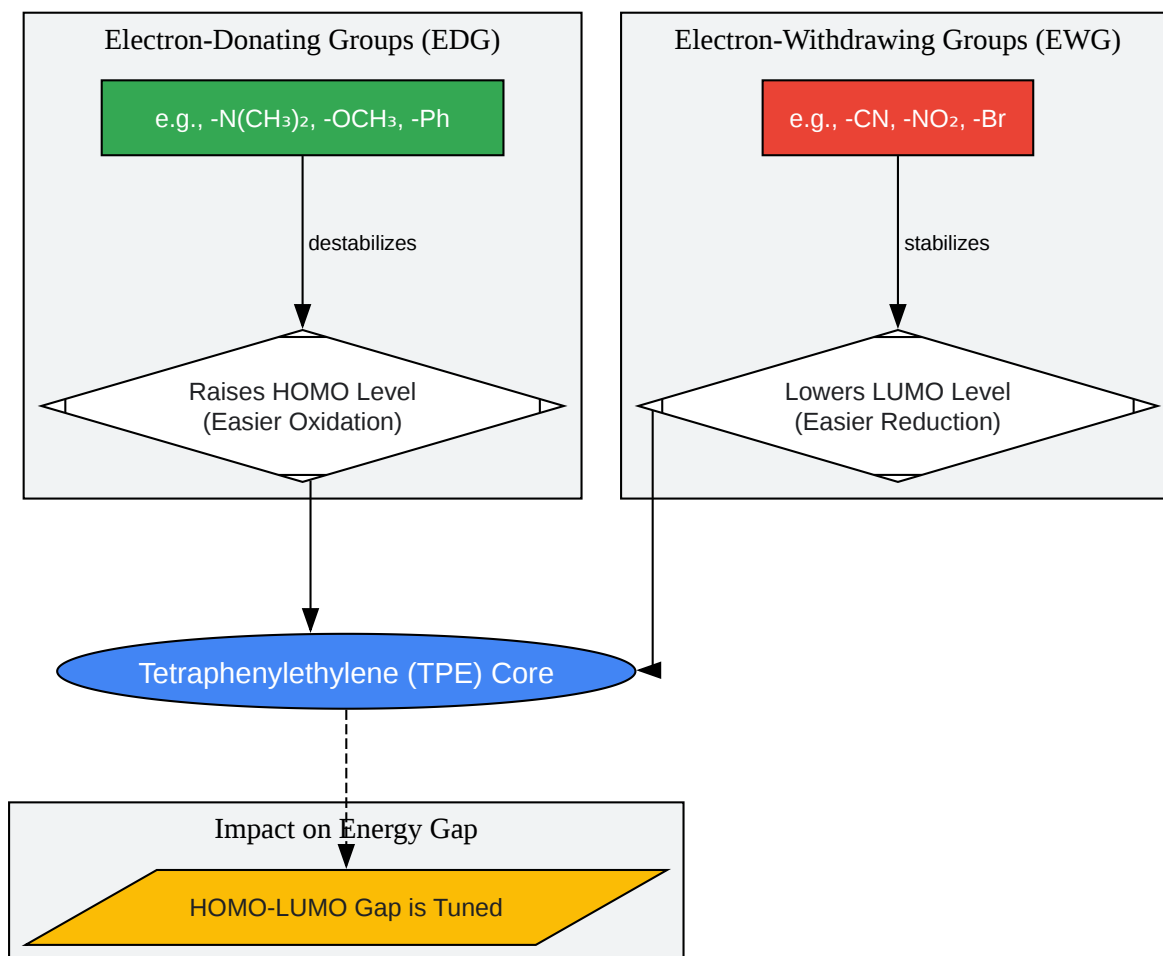 Electron-Donating Groups (EDG)
e.g., -N(CH₃)₂, -OCH₃, -Ph
destabilizes
Raises HOMO Level
(Easier Oxidation)
Electron-Withdrawing Groups (EWG)
e.g., -CN, -NO₂, -Br
stabilizes
Lowers LUMO Level
(Easier Reduction)
Tetraphenylethylene (TPE) Core
Impact on Energy Gap
HOMO-LUMO Gap is Tuned